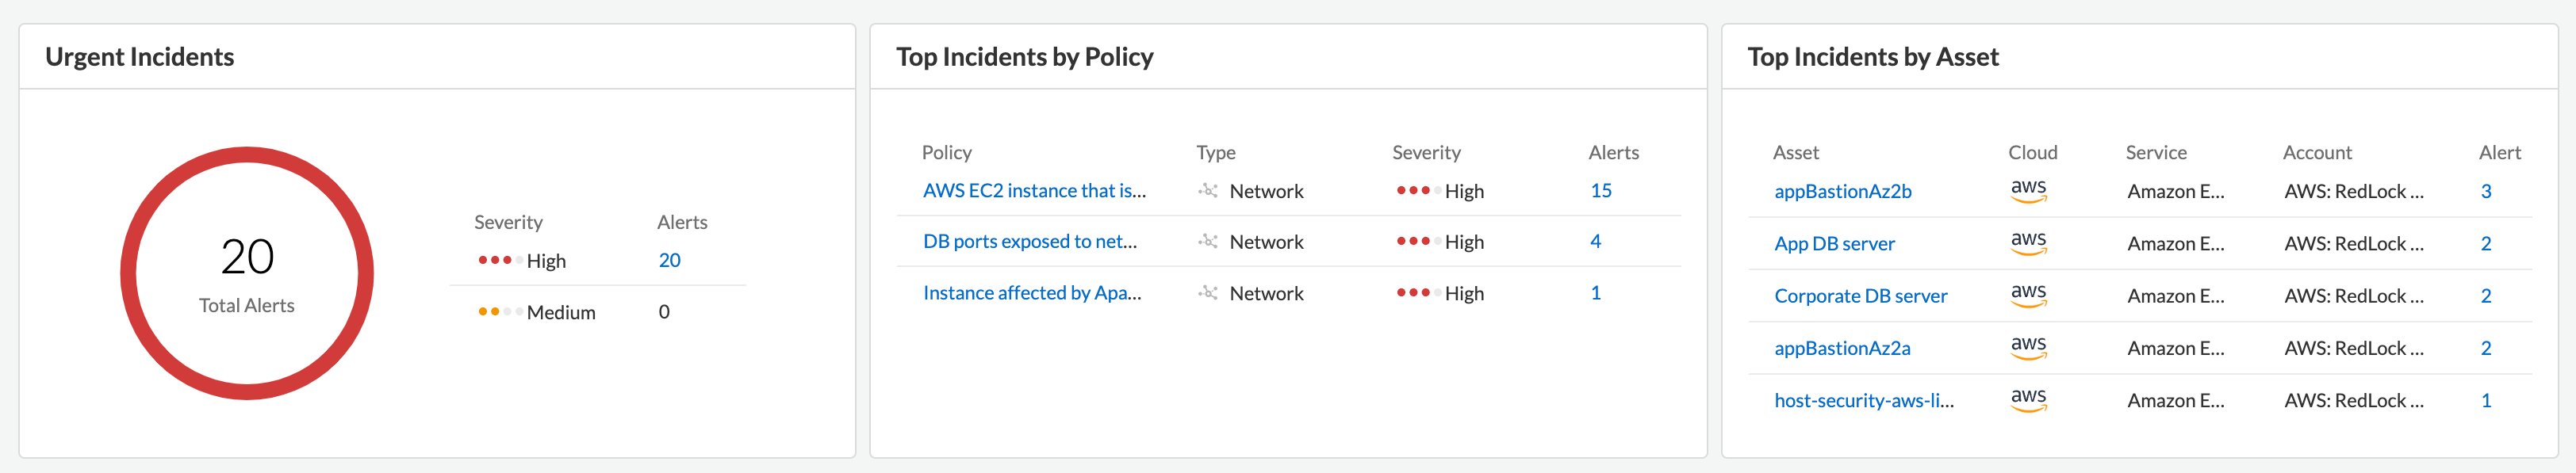 Urgent Incidents
20
Total Alerts
Severity Alerts
High 20
Medium 0
Top Incidents by Policy
Policy Type Severity Alerts
AWS EC2 instance that is... Network High 15
DB ports exposed to net... Network High 4
Instance affected by Apa... Network High 1
Top Incidents by Asset
Asset Cloud Service Account Alert
appBastionAz2b aws Amazon E... AWS: RedLock ... 3
App DB server aws Amazon E... AWS: RedLock ... 2
Corporate DB server aws Amazon E... AWS: RedLock ... 2
appBastionAz2a aws Amazon E... AWS: RedLock ... 2
host-security-aws-li... aws Amazon E... AWS: RedLock ... 1